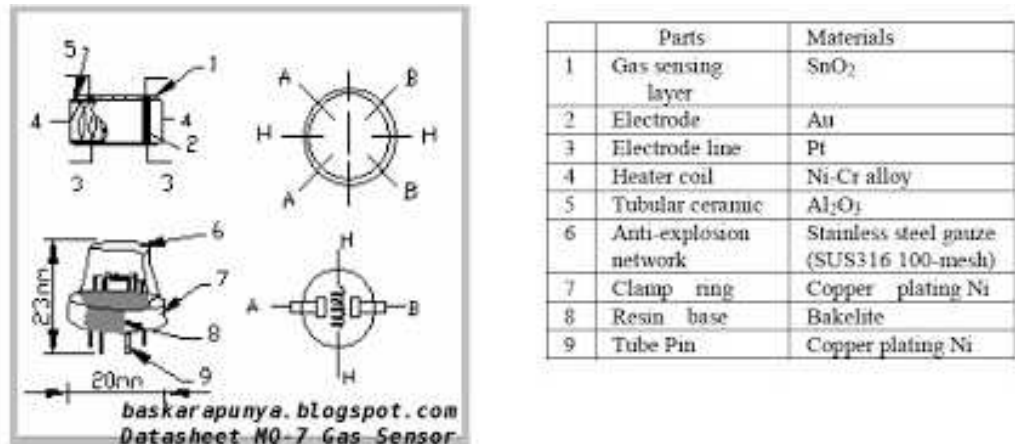 5
1
4
4
2
3
3
A
B
H
H
A
B
6
7
8
9
23mm
20mm
H
A
B
H
baskarapunya.blogspot.com
Datasheet MQ-7 Gas Sensor
Parts Materials
1 Gas sensing layer SnO₂
2 Electrode Au
3 Electrode line Pt
4 Heater coil Ni-Cr alloy
5 Tubular ceramic Al₂O₃
6 Anti-explosion network Stainless steel gauze (SUS316 100-mesh)
7 Clamp ring Copper plating Ni
8 Resin base Bakelite
9 Tube Pin Copper plating Ni